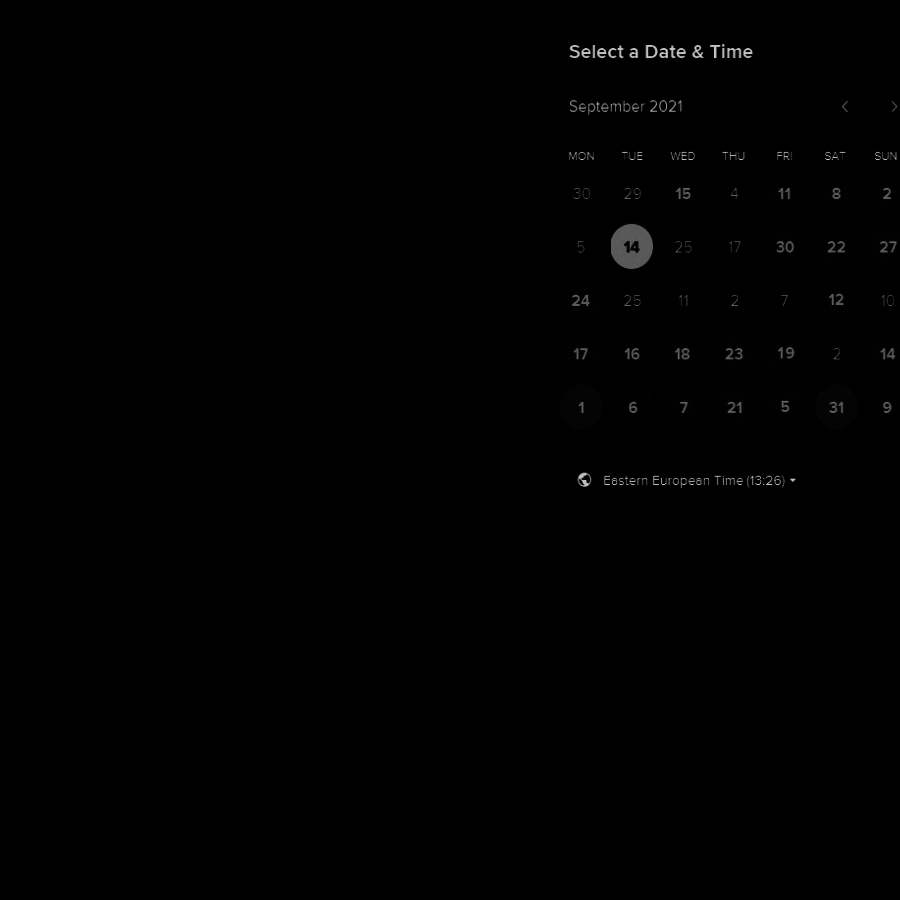 Select a Date & Time
September 2021
MON TUE WED THU FRI SAT SUN
30 29 15 4 11 8 2
5 14 25 17 30 22 27
24 25 11 2 7 12 10
17 16 18 23 19 2 14
1 6 7 21 5 31 9
Eastern European Time (13:26)